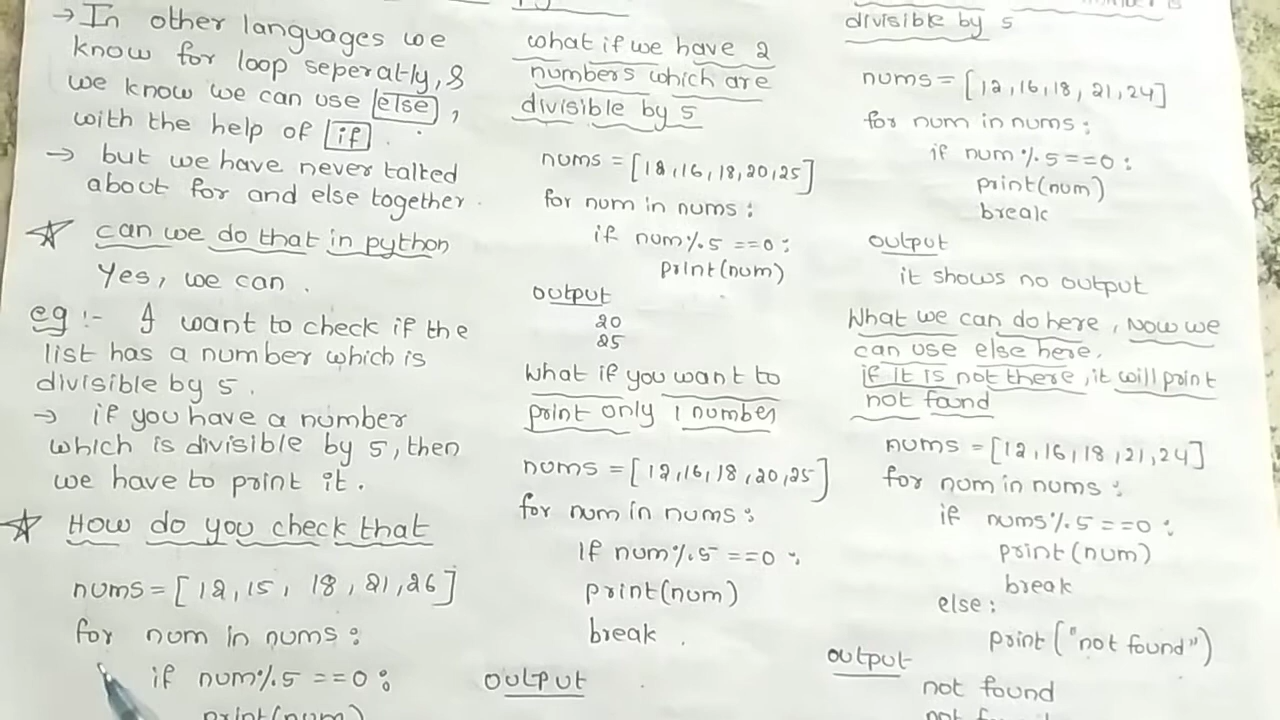 → In other languages we
know for loop seperatly, &
we know we can use else,
with the help of if.
→ but we have never talted
about for and else together.
☆ can we do that in python
Yes, we can.
eg :- I want to check if the
list has a number which is
divisible by 5.
→ if you have a number
which is divisible by 5, then
we have to print it.
☆ How do you check that
nums = [12, 15, 18, 21, 26]
for num in nums:
if num%5 ==0:
print(num)
what if we have 2
numbers which are
divisible by 5
nums = [12,16,18,20,25]
for num in nums:
if num%5 ==0:
print(num)
output
20
25
What if you want to
print only 1 number
nums = [12,16,18,20,25]
for num in nums:
If num%5 ==0:
print(num)
break.
output
divisible by 5
nums = [12,16,18,21,24]
for num in nums:
if num%5==0:
print(num)
break
output
it shows no output
What we can do here, Now we
can use else here.
if it is not there, it will print
not found
nums = [12,16,18,21,24]
for num in nums:
if nums%5==0:
print(num)
break
else:
print("not found")
output
not found